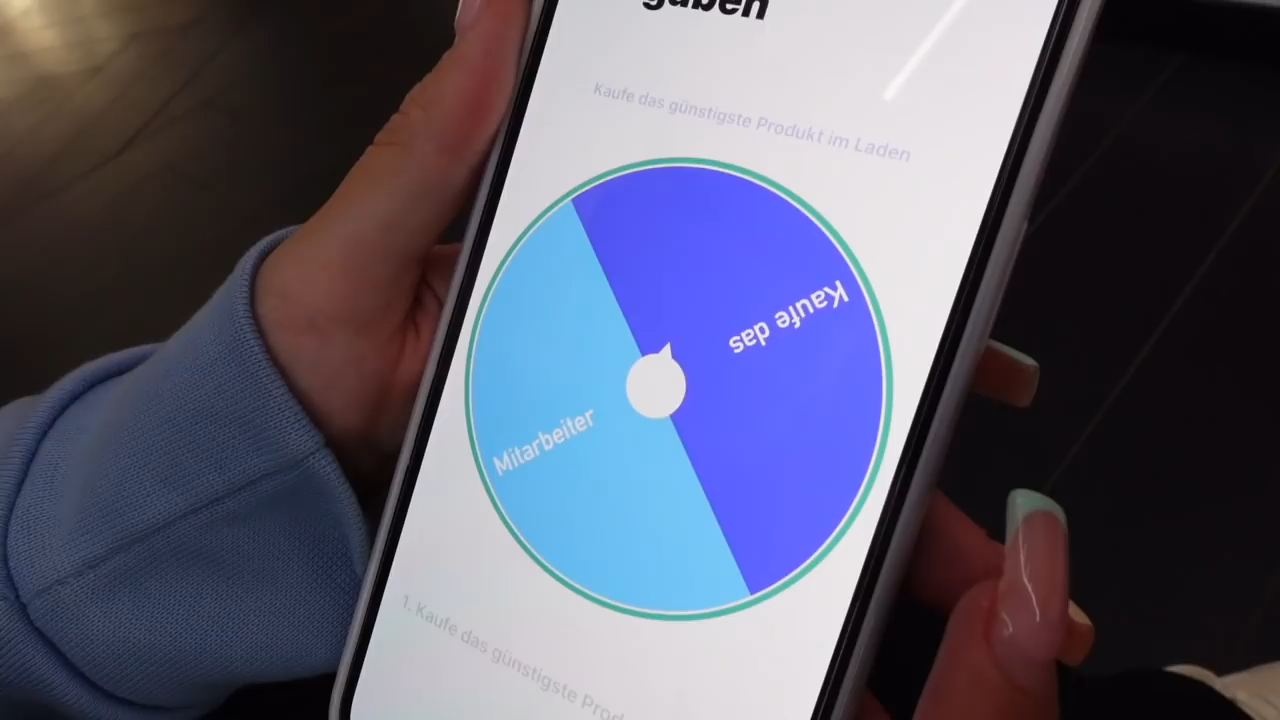 gaben
Kaufe das günstigste Produkt im Laden
Kaufe das
Mitarbeiter
1. Kaufe das günstigste Prod